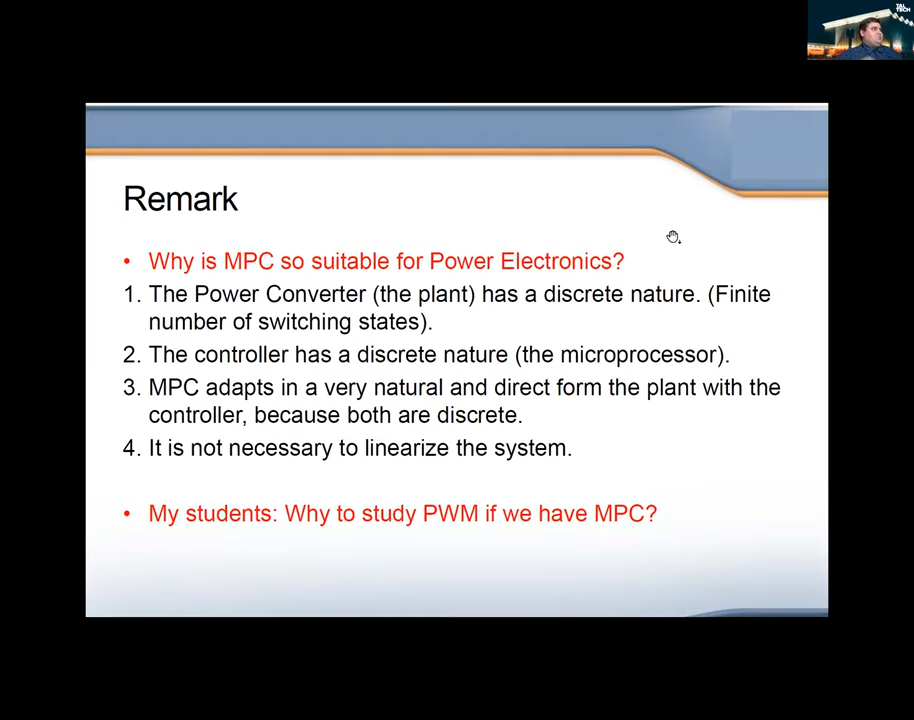 TAL
TECH
Remark
• Why is MPC so suitable for Power Electronics?
1. The Power Converter (the plant) has a discrete nature. (Finite
number of switching states).
2. The controller has a discrete nature (the microprocessor).
3. MPC adapts in a very natural and direct form the plant with the
controller, because both are discrete.
4. It is not necessary to linearize the system.
• My students: Why to study PWM if we have MPC?